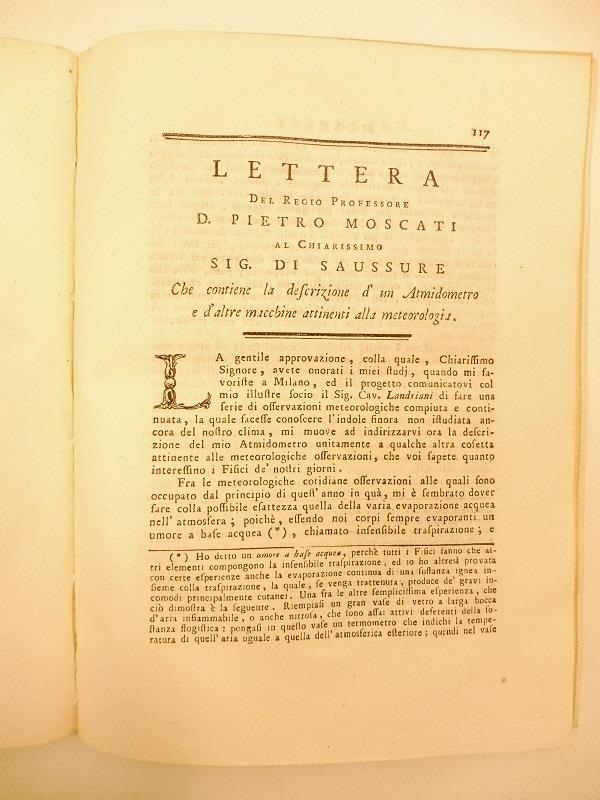 117
LETTERA
DEL REGIO PROFESSORE
D. PIETRO MOSCATI
AL CHIARISSIMO
SIG. DI SAUSSURE
Che contiene la deſcrizione d' un Atmidometro
e d'altre macchine attinenti alla meteorologia.
LA gentile approvazione, colla quale, Chiariſſimo
Signore, avete onorati i miei ſtudj, quando mi fa-
voriſte a Milano, ed il progetto comunicatovi col
mio illuſtre ſocio il Sig. Cav. Landriani di fare una
ſerie di oſſervazioni meteorologiche compiuta e conti-
nuata, la quale faceſſe conoſcere l'indole finora non iſtudiata an-
cora del noſtro clima, mi muove ad indirizzarvi ora la deſcri-
zione del mio Atmidometro unitamente a qualche altra coſetta
attinente alle meteorologiche oſſervazioni, che voi ſapete quanto
intereſſino i Fiſici de' noſtri giorni.
Fra le meteorologiche cotidiane oſſervazioni alle quali ſono
occupato dal principio di queſt' anno in quà, mi è ſembrato dover
fare colla poſſibile eſattezza quella della varia evaporazione acquea
nell' atmosfera; poichè, eſſendo noi corpi ſempre evaporanti un
umore a baſe acquea (*), chiamato inſenſibile traſpirazione; e
(*) Ho detto un umore a baſe acquea, perchè tutti i Fiſici ſanno che al-
tri elementi compongono la inſenſibile traſpirazione, ed io ho altresì provata
con certe eſperienze anche la evaporazione continua di una ſoſtanza ignea in-
ſieme colla traſpirazione, la quale, ſe venga trattenuta, produce de' gravi in-
comodi principalmente cutanei. Una fra le altre ſempliciſſima eſperienza, che
ciò dimoſtra è la ſeguente. Riempiaſi un gran vaſe di vetro a larga bocca
d'aria infiammabile, o anche nitroſa, che ſono aſſai attivi deferenti della ſo-
ſtanza flogiſtica: pongaſi in queſto vaſe un termometro che indichi la tempe-
ratura di quell' aria uguale a quella dell' atmosferica eſteriore; quindi nel vaſe